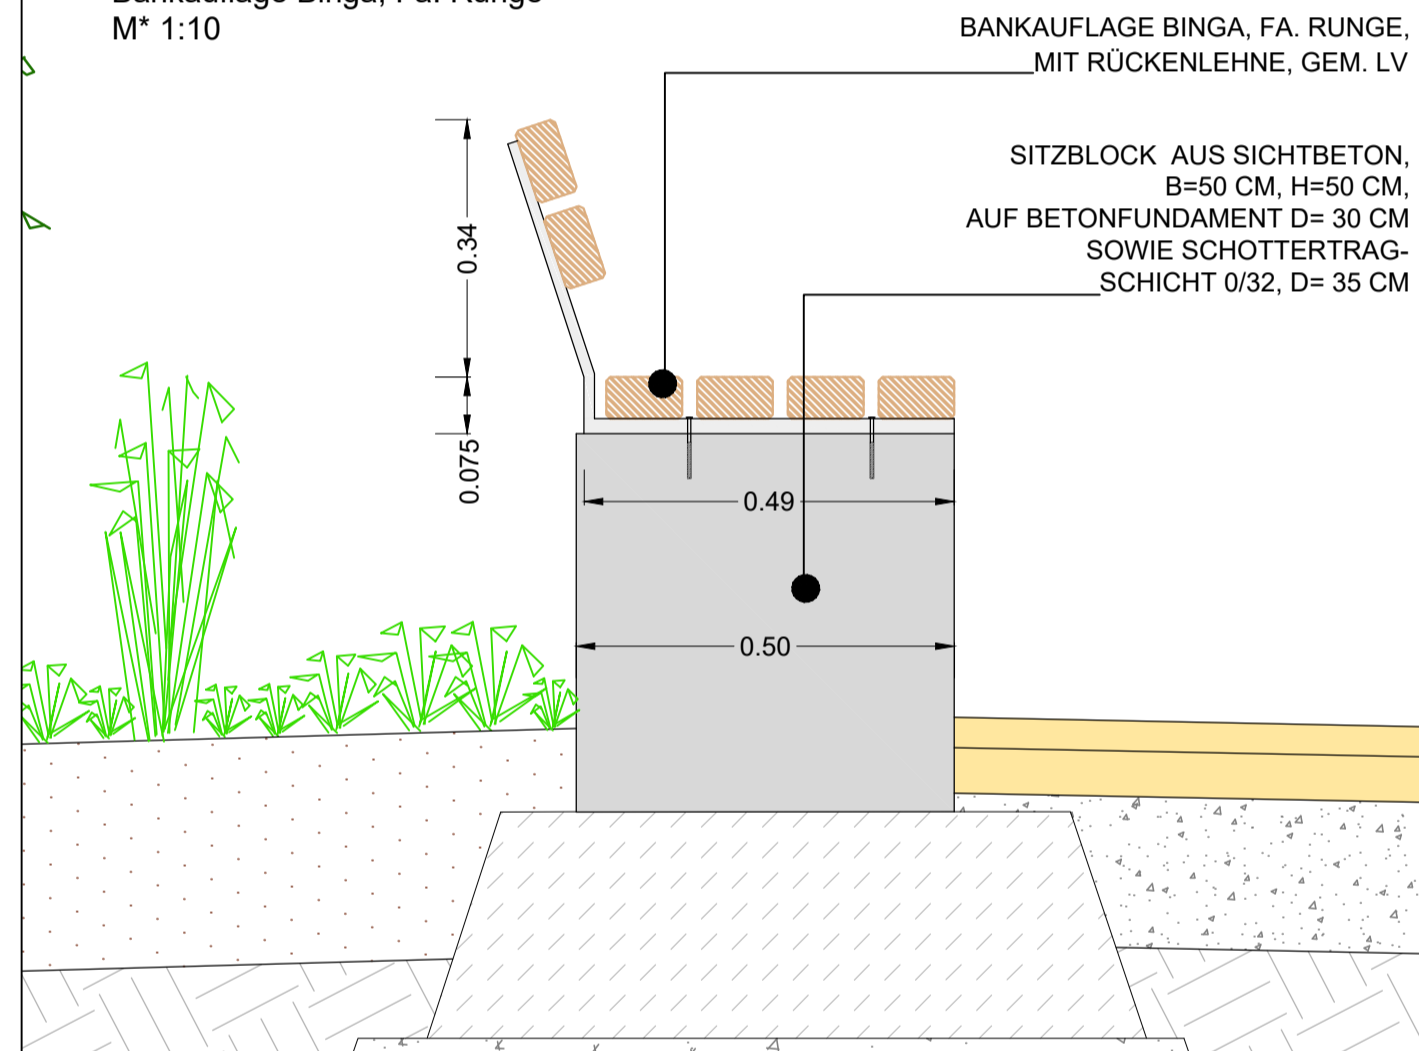 M* 1:10
BANKAUFLAGE BINGA, FA. RUNGE,
MIT RÜCKENLEHNE, GEM. LV
SITZBLOCK AUS SICHTBETON,
B=50 CM, H=50 CM,
AUF BETONFUNDAMENT D= 30 CM
SOWIE SCHOTTERTRAG-
SCHICHT 0/32, D= 35 CM
0.34
0.075
0.49
0.50